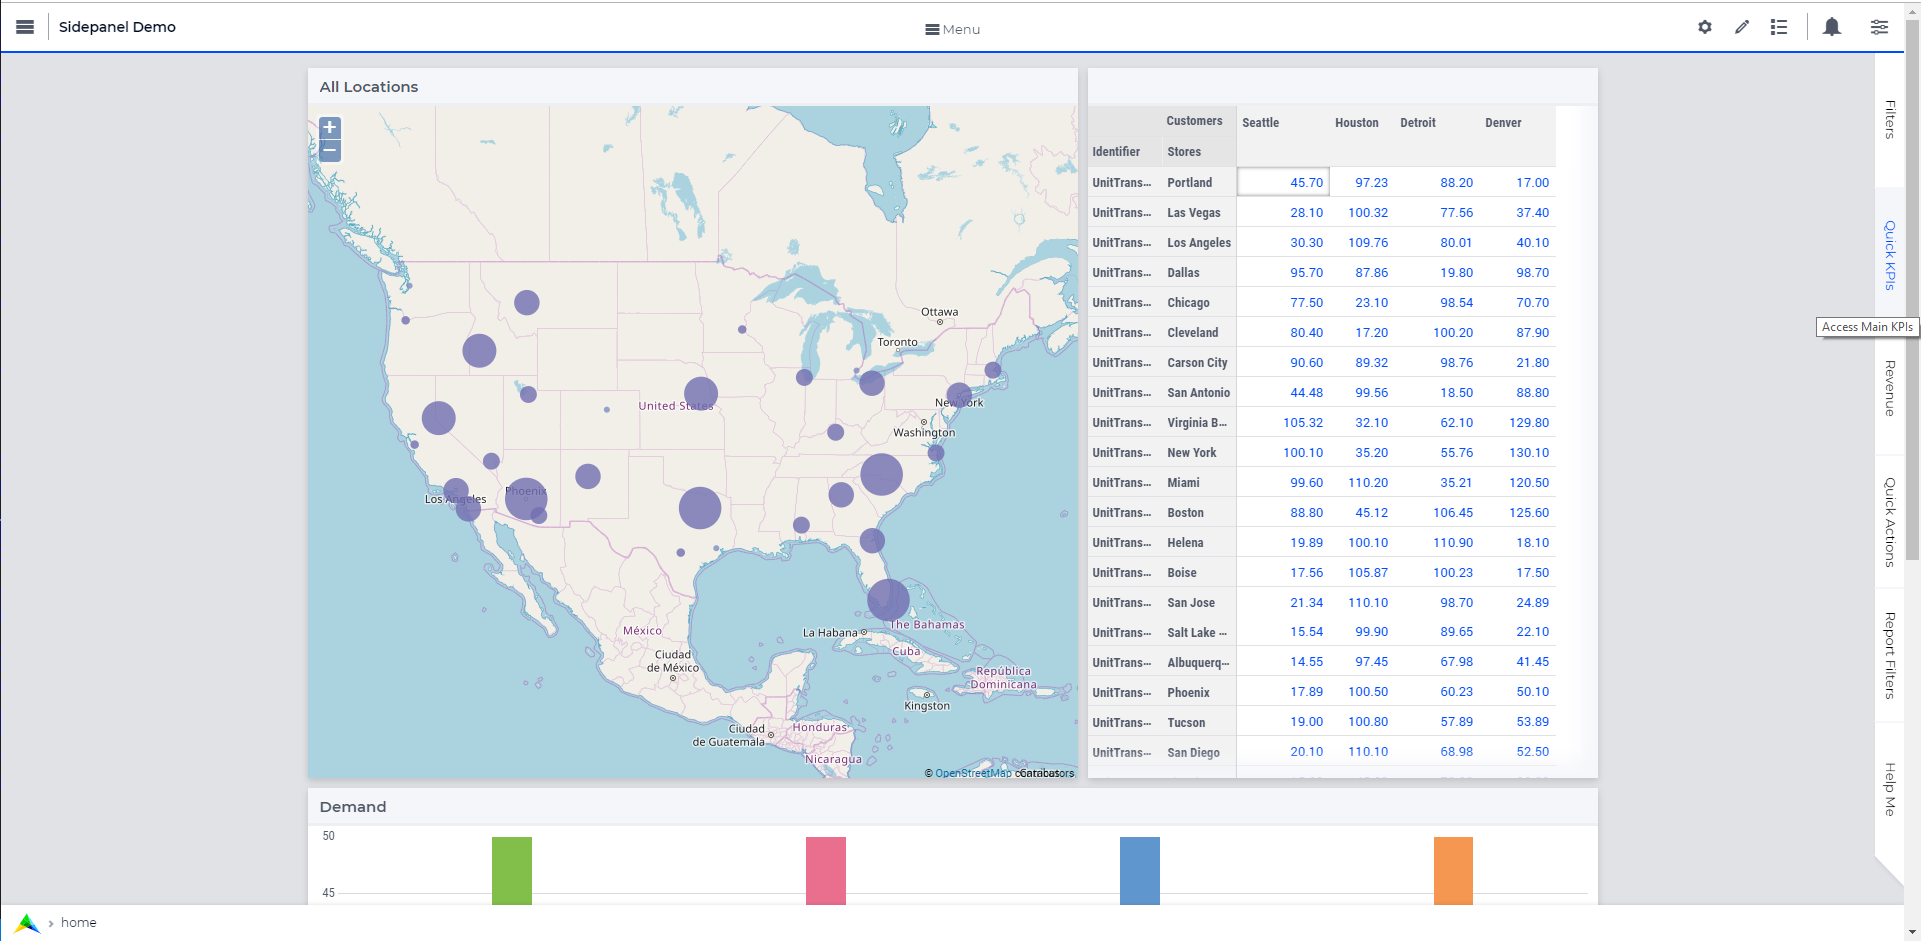 Sidepanel Demo
Menu
All Locations
+
−
Ottawa
Toronto
United States
New York
Washington
Los Angeles
Phoenix
La Habana
The Bahamas
Cuba
México
Ciudad
de México
República
Dominicana
Kingston
Ciudad
de Guatemala
Honduras
Nicaragua
© OpenStreetMap contributors
Customers Seattle Houston Detroit Denver
Identifier Stores
UnitTrans... Portland 45.70 97.23 88.20 17.00
UnitTrans... Las Vegas 28.10 100.32 77.56 37.40
UnitTrans... Los Angeles 30.30 109.76 80.01 40.10
UnitTrans... Dallas 95.70 87.86 19.80 98.70
UnitTrans... Chicago 77.50 23.10 98.54 70.70
UnitTrans... Cleveland 80.40 17.20 100.20 87.90
UnitTrans... Carson City 90.60 89.32 98.76 21.80
UnitTrans... San Antonio 44.48 99.56 18.50 88.80
UnitTrans... Virginia B... 105.32 32.10 62.10 129.80
UnitTrans... New York 100.10 35.20 55.76 130.10
UnitTrans... Miami 99.60 110.20 35.21 120.50
UnitTrans... Boston 88.80 45.12 106.45 125.60
UnitTrans... Helena 19.89 100.10 110.90 18.10
UnitTrans... Boise 17.56 105.87 100.23 17.50
UnitTrans... San Jose 21.34 110.10 98.70 24.89
UnitTrans... Salt Lake ... 15.54 99.90 89.65 22.10
UnitTrans... Albuquerq... 14.55 97.45 67.98 41.45
UnitTrans... Phoenix 17.89 100.50 60.23 50.10
UnitTrans... Tucson 19.00 100.80 57.89 53.89
UnitTrans... San Diego 20.10 110.10 68.98 52.50
Filters
Quick KPIs
Access Main KPIs
Revenue
Quick Actions
Report Filters
Help Me
Demand
50
45
home